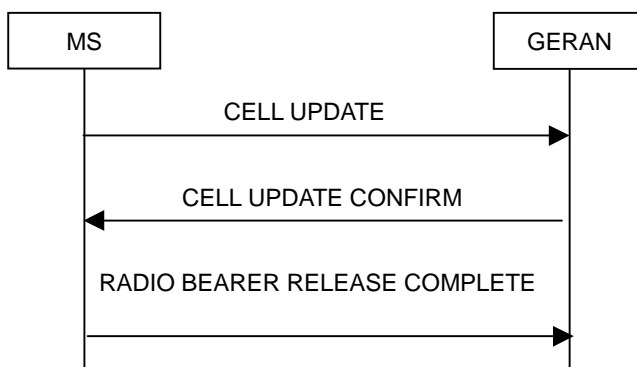 MS
GERAN
CELL UPDATE
CELL UPDATE CONFIRM
RADIO BEARER RELEASE COMPLETE